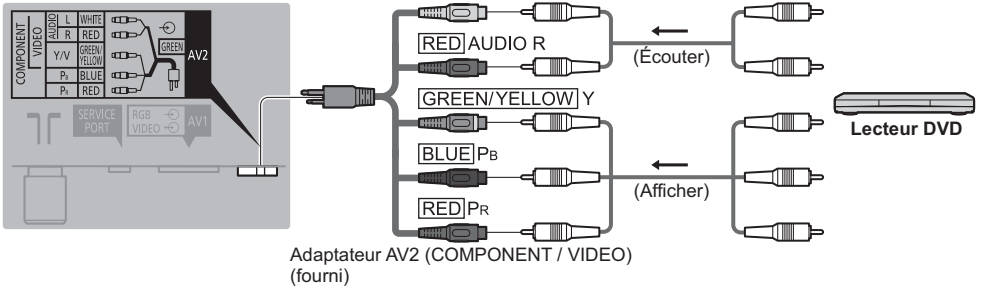 COMPONENT
VIDEO
AUDIO
L WHITE
R RED
Y/V GREEN/YELLOW
PB BLUE
PR RED
GREEN
AV2
SERVICE PORT
RGB
VIDEO
AV1
RED AUDIO R
GREEN/YELLOW Y
BLUE PB
RED PR
(Écouter)
(Afficher)
Lecteur DVD
Adaptateur AV2 (COMPONENT / VIDEO)
(fourni)